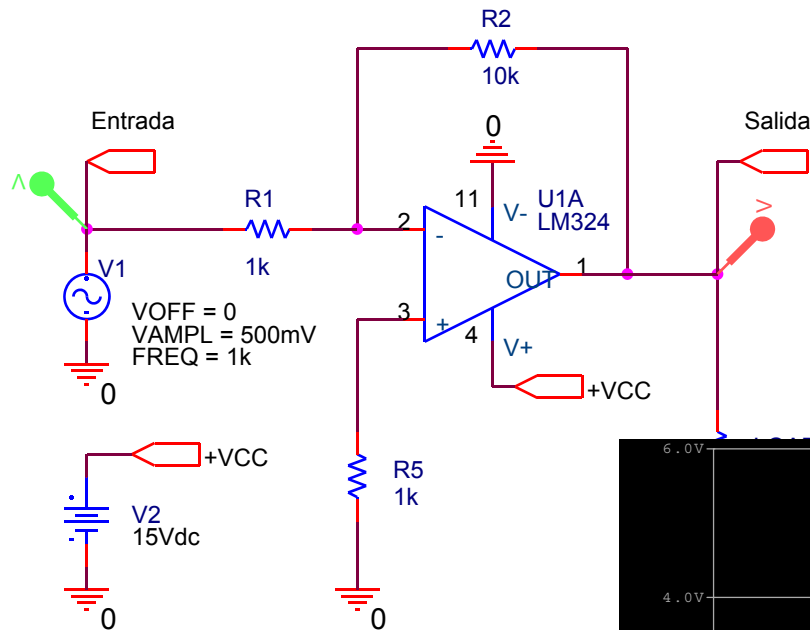 R2
10k
Entrada
0
Salida
V
V
R1
11
V-
U1A
LM324
2
-
1k
V1
OUT
1
VOFF = 0
VAMPL = 500mV
FREQ = 1k
3
+
4
V+
0
+VCC
+VCC
R5
1k
V2
15Vdc
6.0V
4.0V
0
0